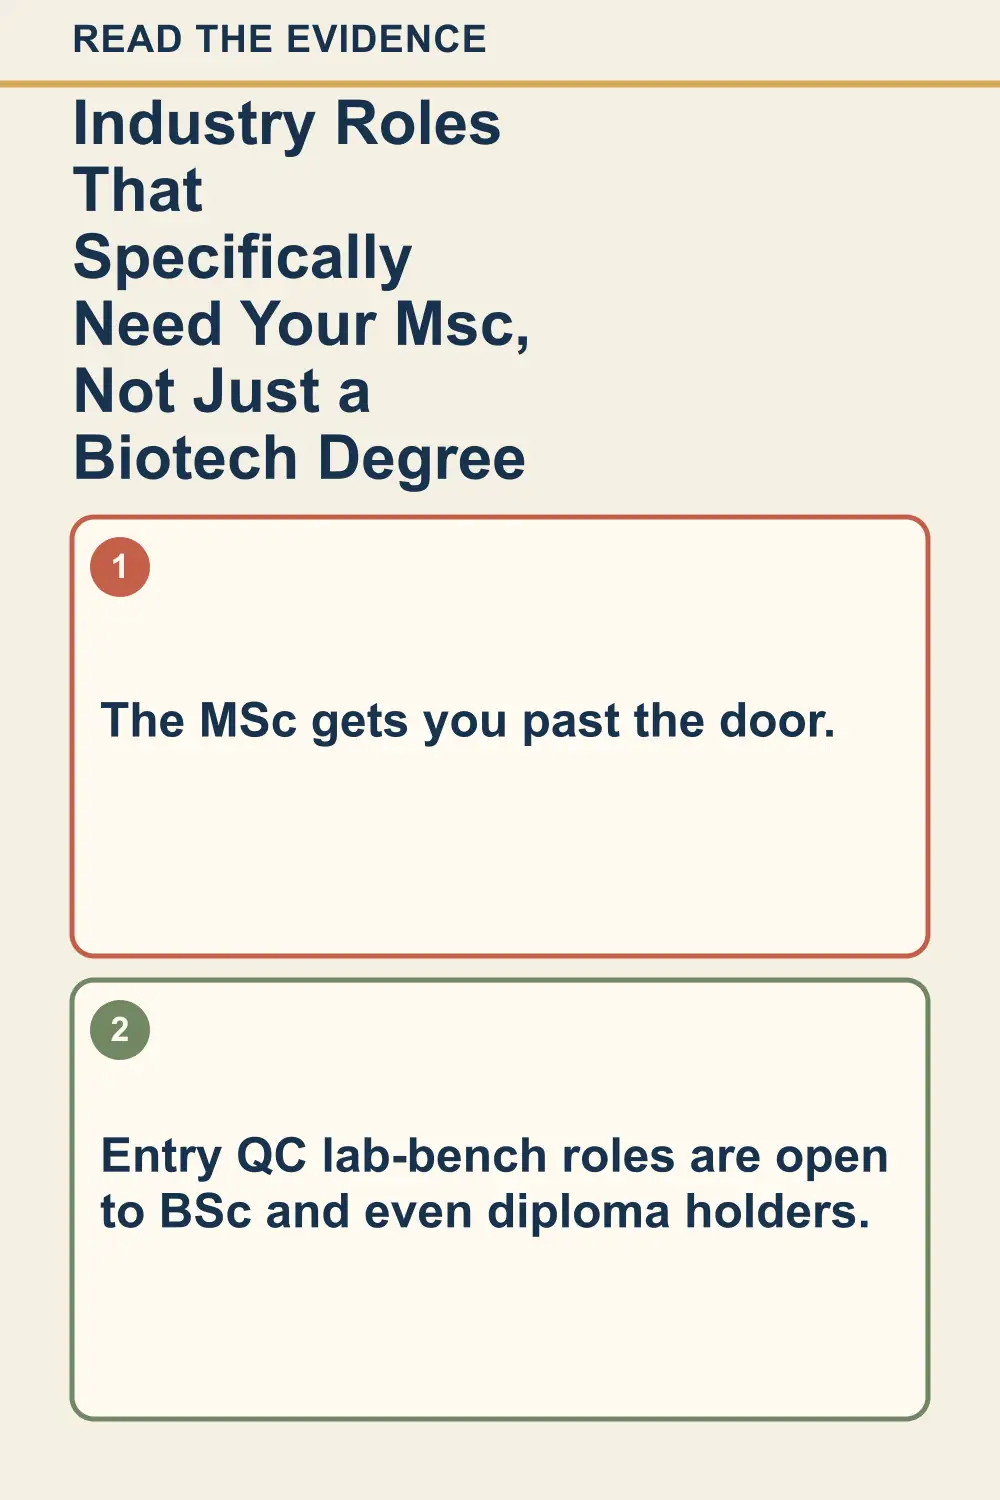 READ THE EVIDENCE
Industry Roles
That
Specifically
Need Your Msc,
Not Just a
Biotech Degree
1
The MSc gets you past the door.
2
Entry QC lab-bench roles are open
to BSc and even diploma holders.